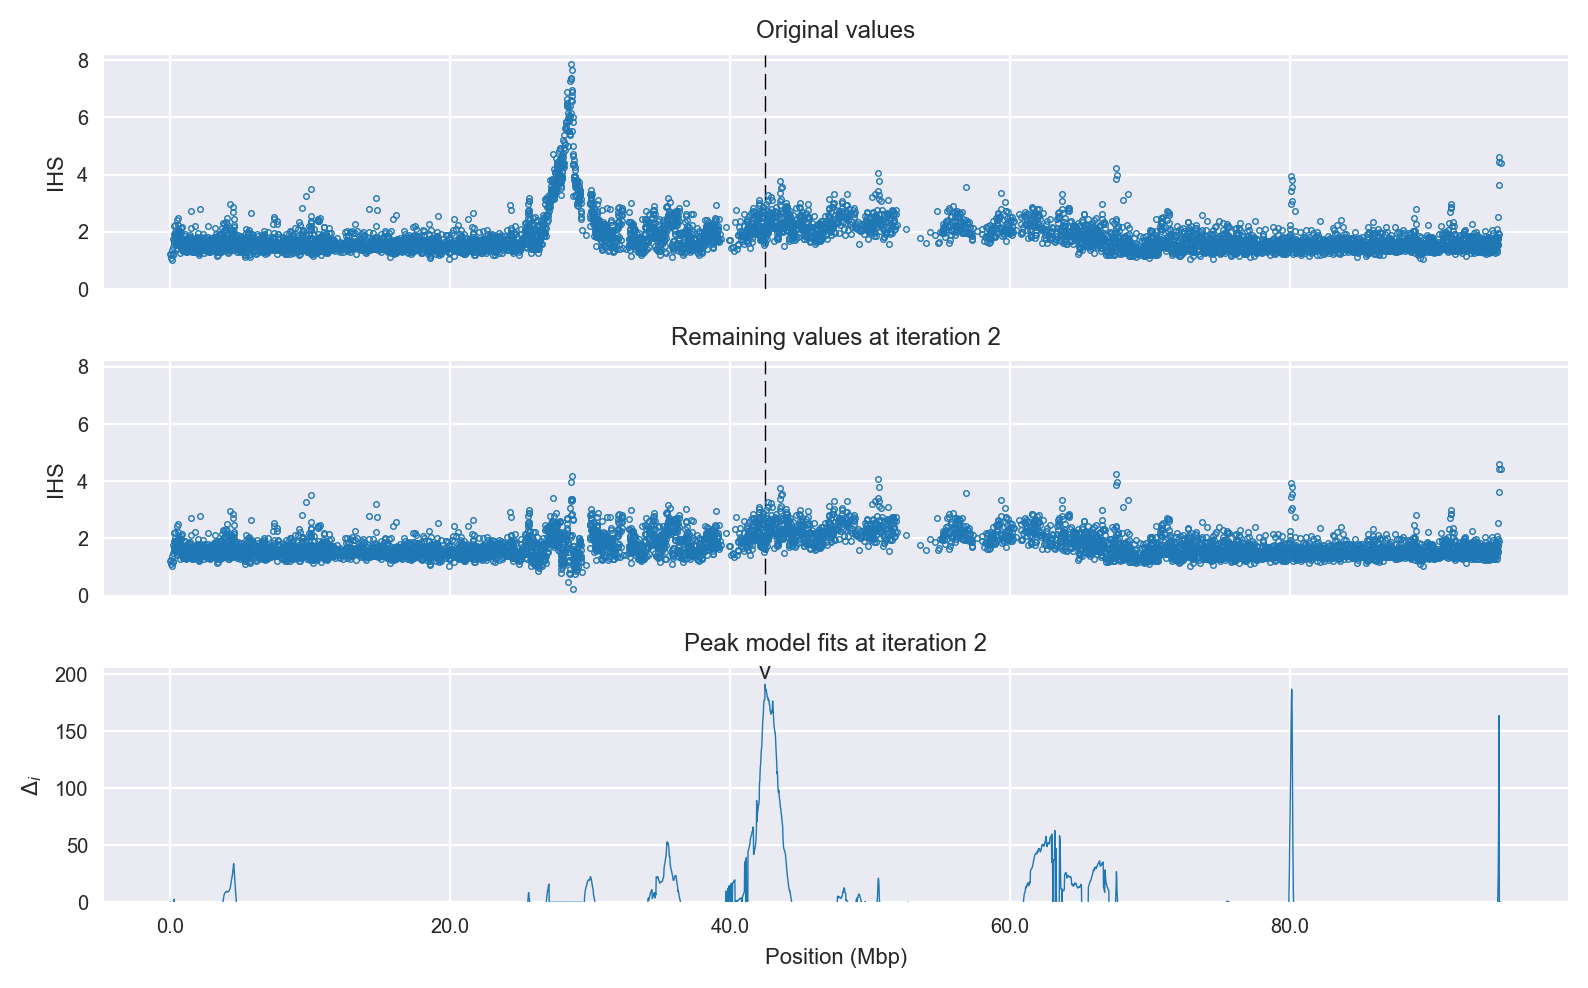 Original values
8
6
4
2
0
IHS
Remaining values at iteration 2
8
6
4
2
0
IHS
Peak model fits at iteration 2
200
150
100
50
0
Δi
0.0 20.0 40.0 60.0 80.0
Position (Mbp)